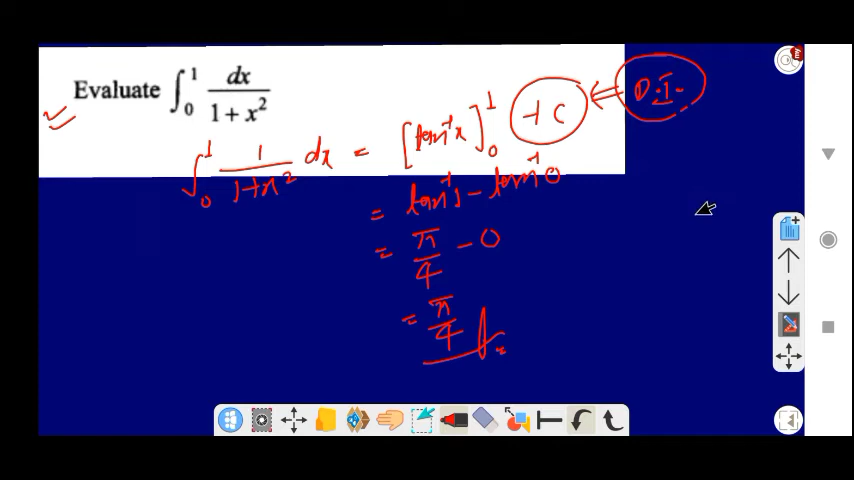 Evaluate ∫₀¹ dx/(1 + x²)
∫₀¹ 1/(1+x²) dx = [tan⁻¹x]₀¹ + C ⇐ D.I.
= tan⁻¹1 − tan⁻¹0
= π/4 − 0
= π/4